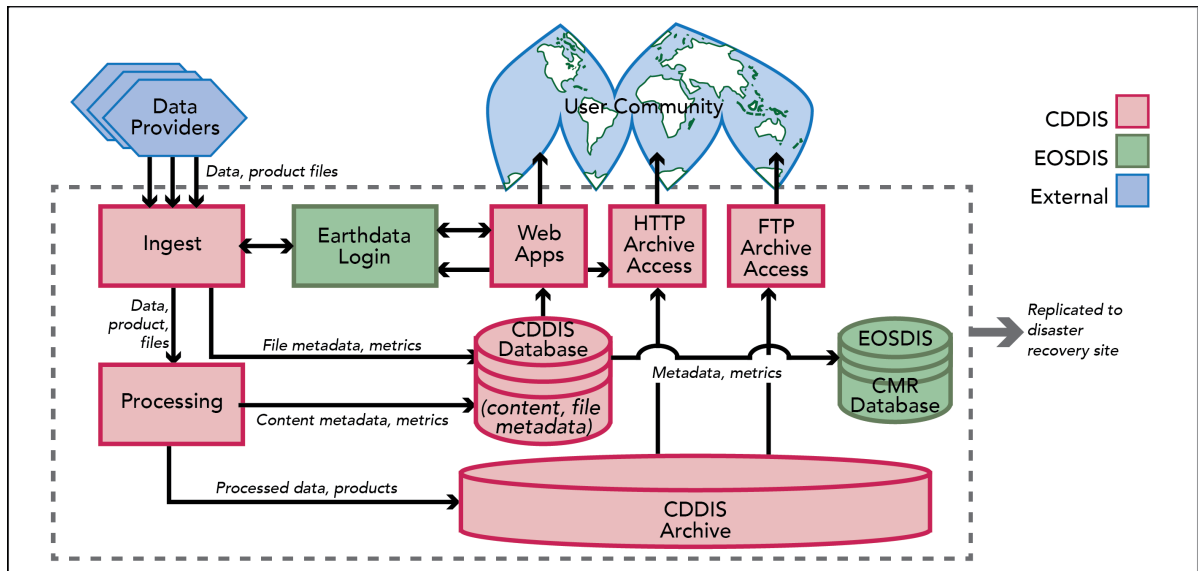 Data
Providers
User Community
CDDIS
EOSDIS
External
Data, product files
Ingest
Earthdata
Login
Web
Apps
HTTP
Archive
Access
FTP
Archive
Access
Data,
product,
files
File metadata, metrics
CDDIS
Database
(content, file
metadata)
Metadata, metrics
EOSDIS
CMR
Database
Replicated to
disaster
recovery site
Processing
Content metadata, metrics
Processed data, products
CDDIS
Archive